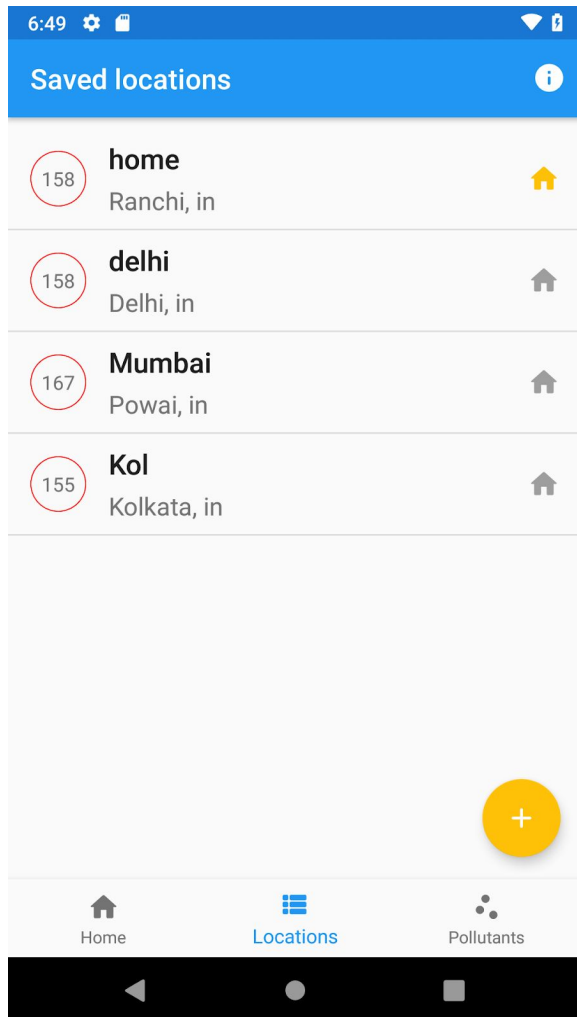 6:49
Saved locations
158
home
Ranchi, in
158
delhi
Delhi, in
167
Mumbai
Powai, in
155
Kol
Kolkata, in
+
Home
Locations
Pollutants